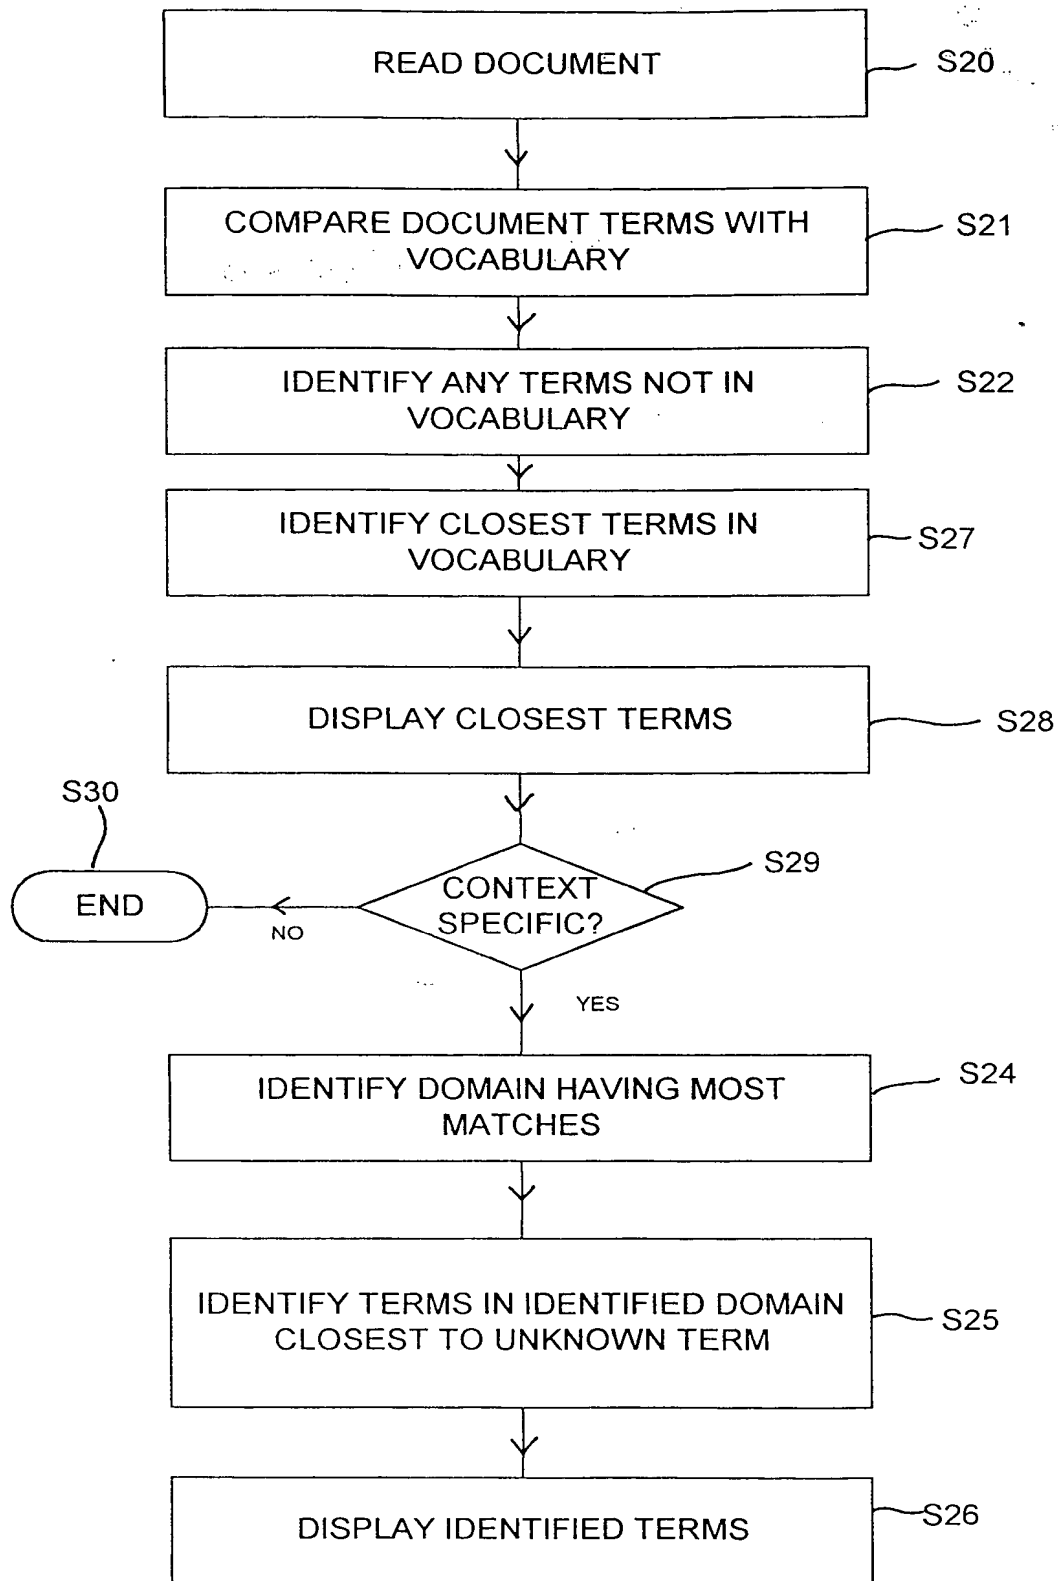 READ DOCUMENT
S20
COMPARE DOCUMENT TERMS WITH
VOCABULARY
S21
IDENTIFY ANY TERMS NOT IN
VOCABULARY
S22
IDENTIFY CLOSEST TERMS IN
VOCABULARY
S27
DISPLAY CLOSEST TERMS
S28
S30
END
NO
CONTEXT
SPECIFIC?
S29
YES
IDENTIFY DOMAIN HAVING MOST
MATCHES
S24
IDENTIFY TERMS IN IDENTIFIED DOMAIN
CLOSEST TO UNKNOWN TERM
S25
DISPLAY IDENTIFIED TERMS
S26